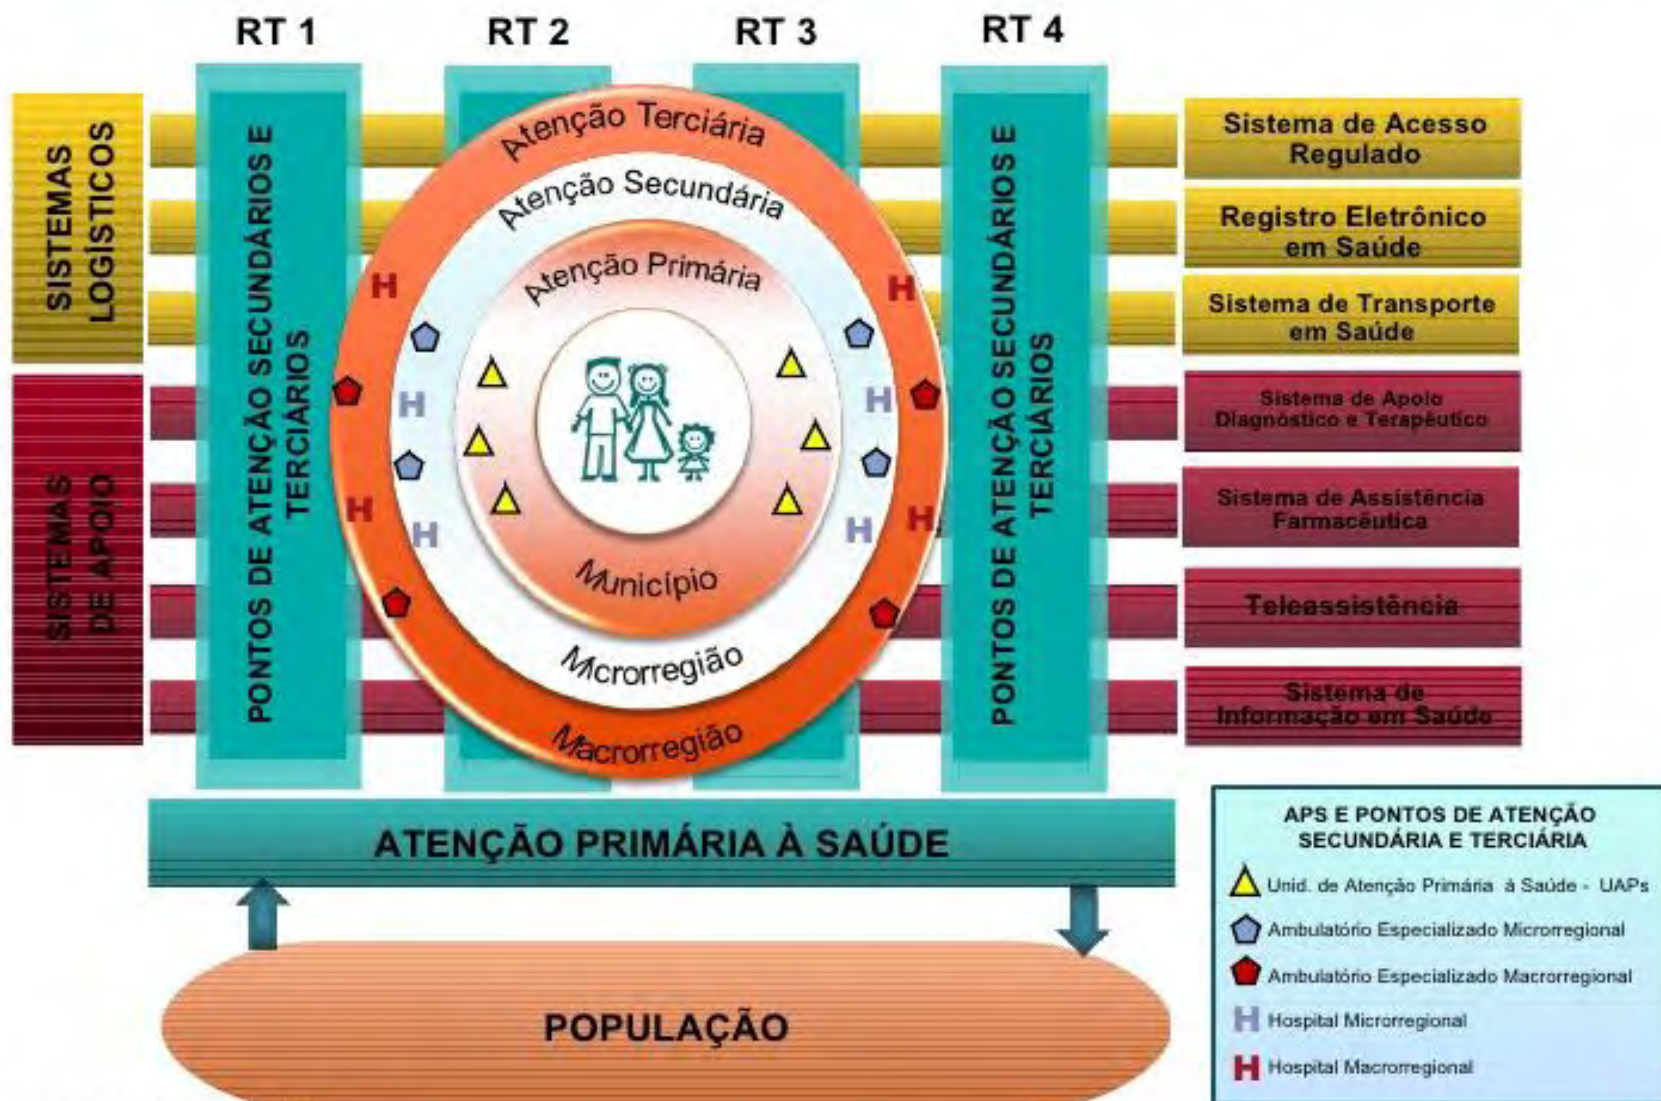 RT 1
RT 2
RT 3
RT 4
SISTEMAS
LOGÍSTICOS
SISTEMAS
DE APOIO
PONTOS DE ATENÇÃO SECUNDÁRIOS E
TERCIÁRIOS
Atenção Terciária
Atenção Secundária
Atenção Primária
H
H
H
H
H
H
H
H
Município
Microrregião
Macrorregião
PONTOS DE ATENÇÃO SECUNDÁRIOS E
TERCIÁRIOS
Sistema de Acesso
Regulado
Registro Eletrônico
em Saúde
Sistema de Transporte
em Saúde
Sistema de Apoio
Diagnóstico e Terapêutico
Sistema de Assistência
Farmacêutica
Teleassistência
Sistema de
Informação em Saúde
ATENÇÃO PRIMÁRIA À SAÚDE
POPULAÇÃO
APS E PONTOS DE ATENÇÃO
SECUNDÁRIA E TERCIÁRIA
Unid. de Atenção Primária à Saúde - UAPs
Ambulatório Especializado Microrregional
Ambulatório Especializado Macrorregional
H Hospital Microrregional
H Hospital Macrorregional